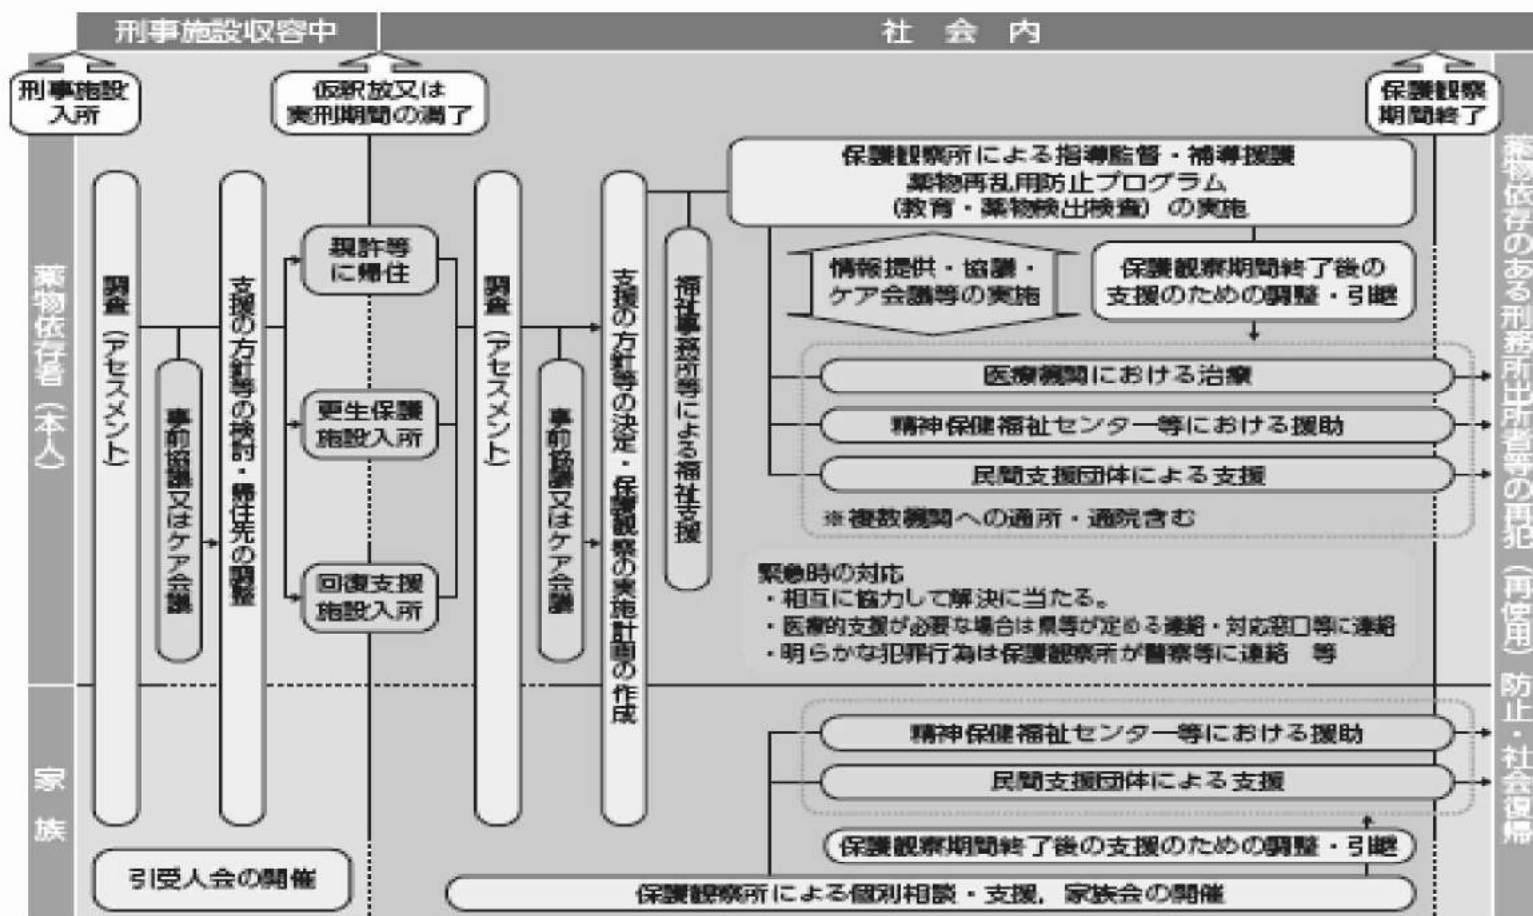 刑事施設収容中
社会内
刑事施設
入所
仮釈放又は
実刑期間の満了
保護観察
期間終了
薬物依存者(本人)
調査(アセスメント)
事前協議又はケア会議
支援の方針等の検討・帰住先の調整
親許等
に帰住
更生保護
施設入所
回復支援
施設入所
調査(アセスメント)
事前協議又はケア会議
支援の方針等の決定・保護観察の実施計画の作成
福祉事務所等による福祉支援
保護観察所による指導監督・補導援護
薬物再乱用防止プログラム
(教育・薬物検出検査)の実施
情報提供・協議・
ケア会議等の実施
保護観察期間終了後の
支援のための調整・引継
医療機関における治療
精神保健福祉センター等における援助
民間支援団体による支援
※複数機関への通所・通院含む
緊急時の対応
・相互に協力して解決に当たる。
・医療的支援が必要な場合は県等が定める連絡・対応窓口等に連絡
・明らかな犯罪行為は保護観察所が警察等に連絡 等
家族
引受人会の開催
精神保健福祉センター等における援助
民間支援団体による支援
保護観察期間終了後の支援のための調整・引継
保護観察所による個別相談・支援,家族会の開催
薬物依存のある刑務所出所者等の再犯(再使用)防止・社会復帰